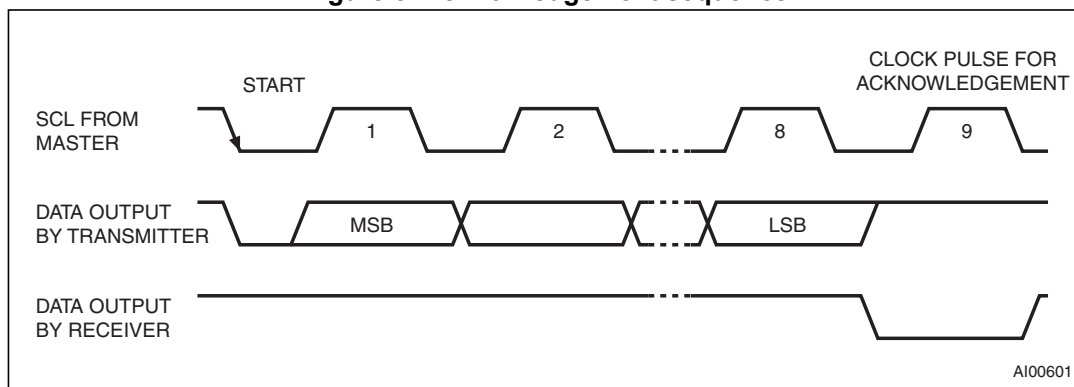 START
CLOCK PULSE FOR
ACKNOWLEDGEMENT
SCL FROM
MASTER
1
2
8
9
DATA OUTPUT
BY TRANSMITTER
MSB
LSB
DATA OUTPUT
BY RECEIVER
AI00601